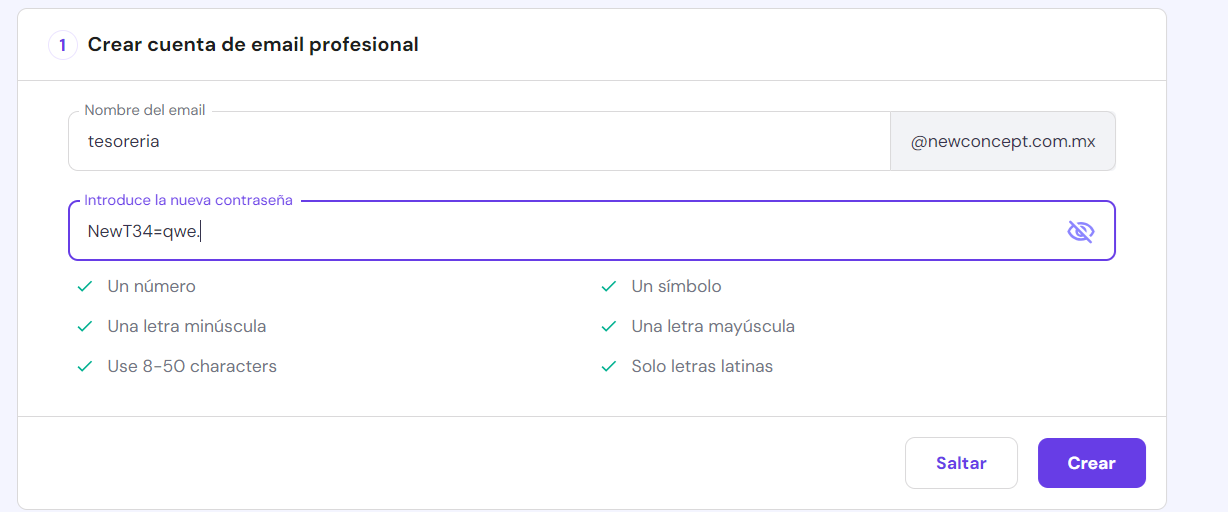 1 Crear cuenta de email profesional
Nombre del email
tesoreria @newconcept.com.mx
Introduce la nueva contraseña
NewT34=qwe.
Un número Un símbolo
Una letra minúscula Una letra mayúscula
Use 8-50 characters Solo letras latinas
Saltar Crear